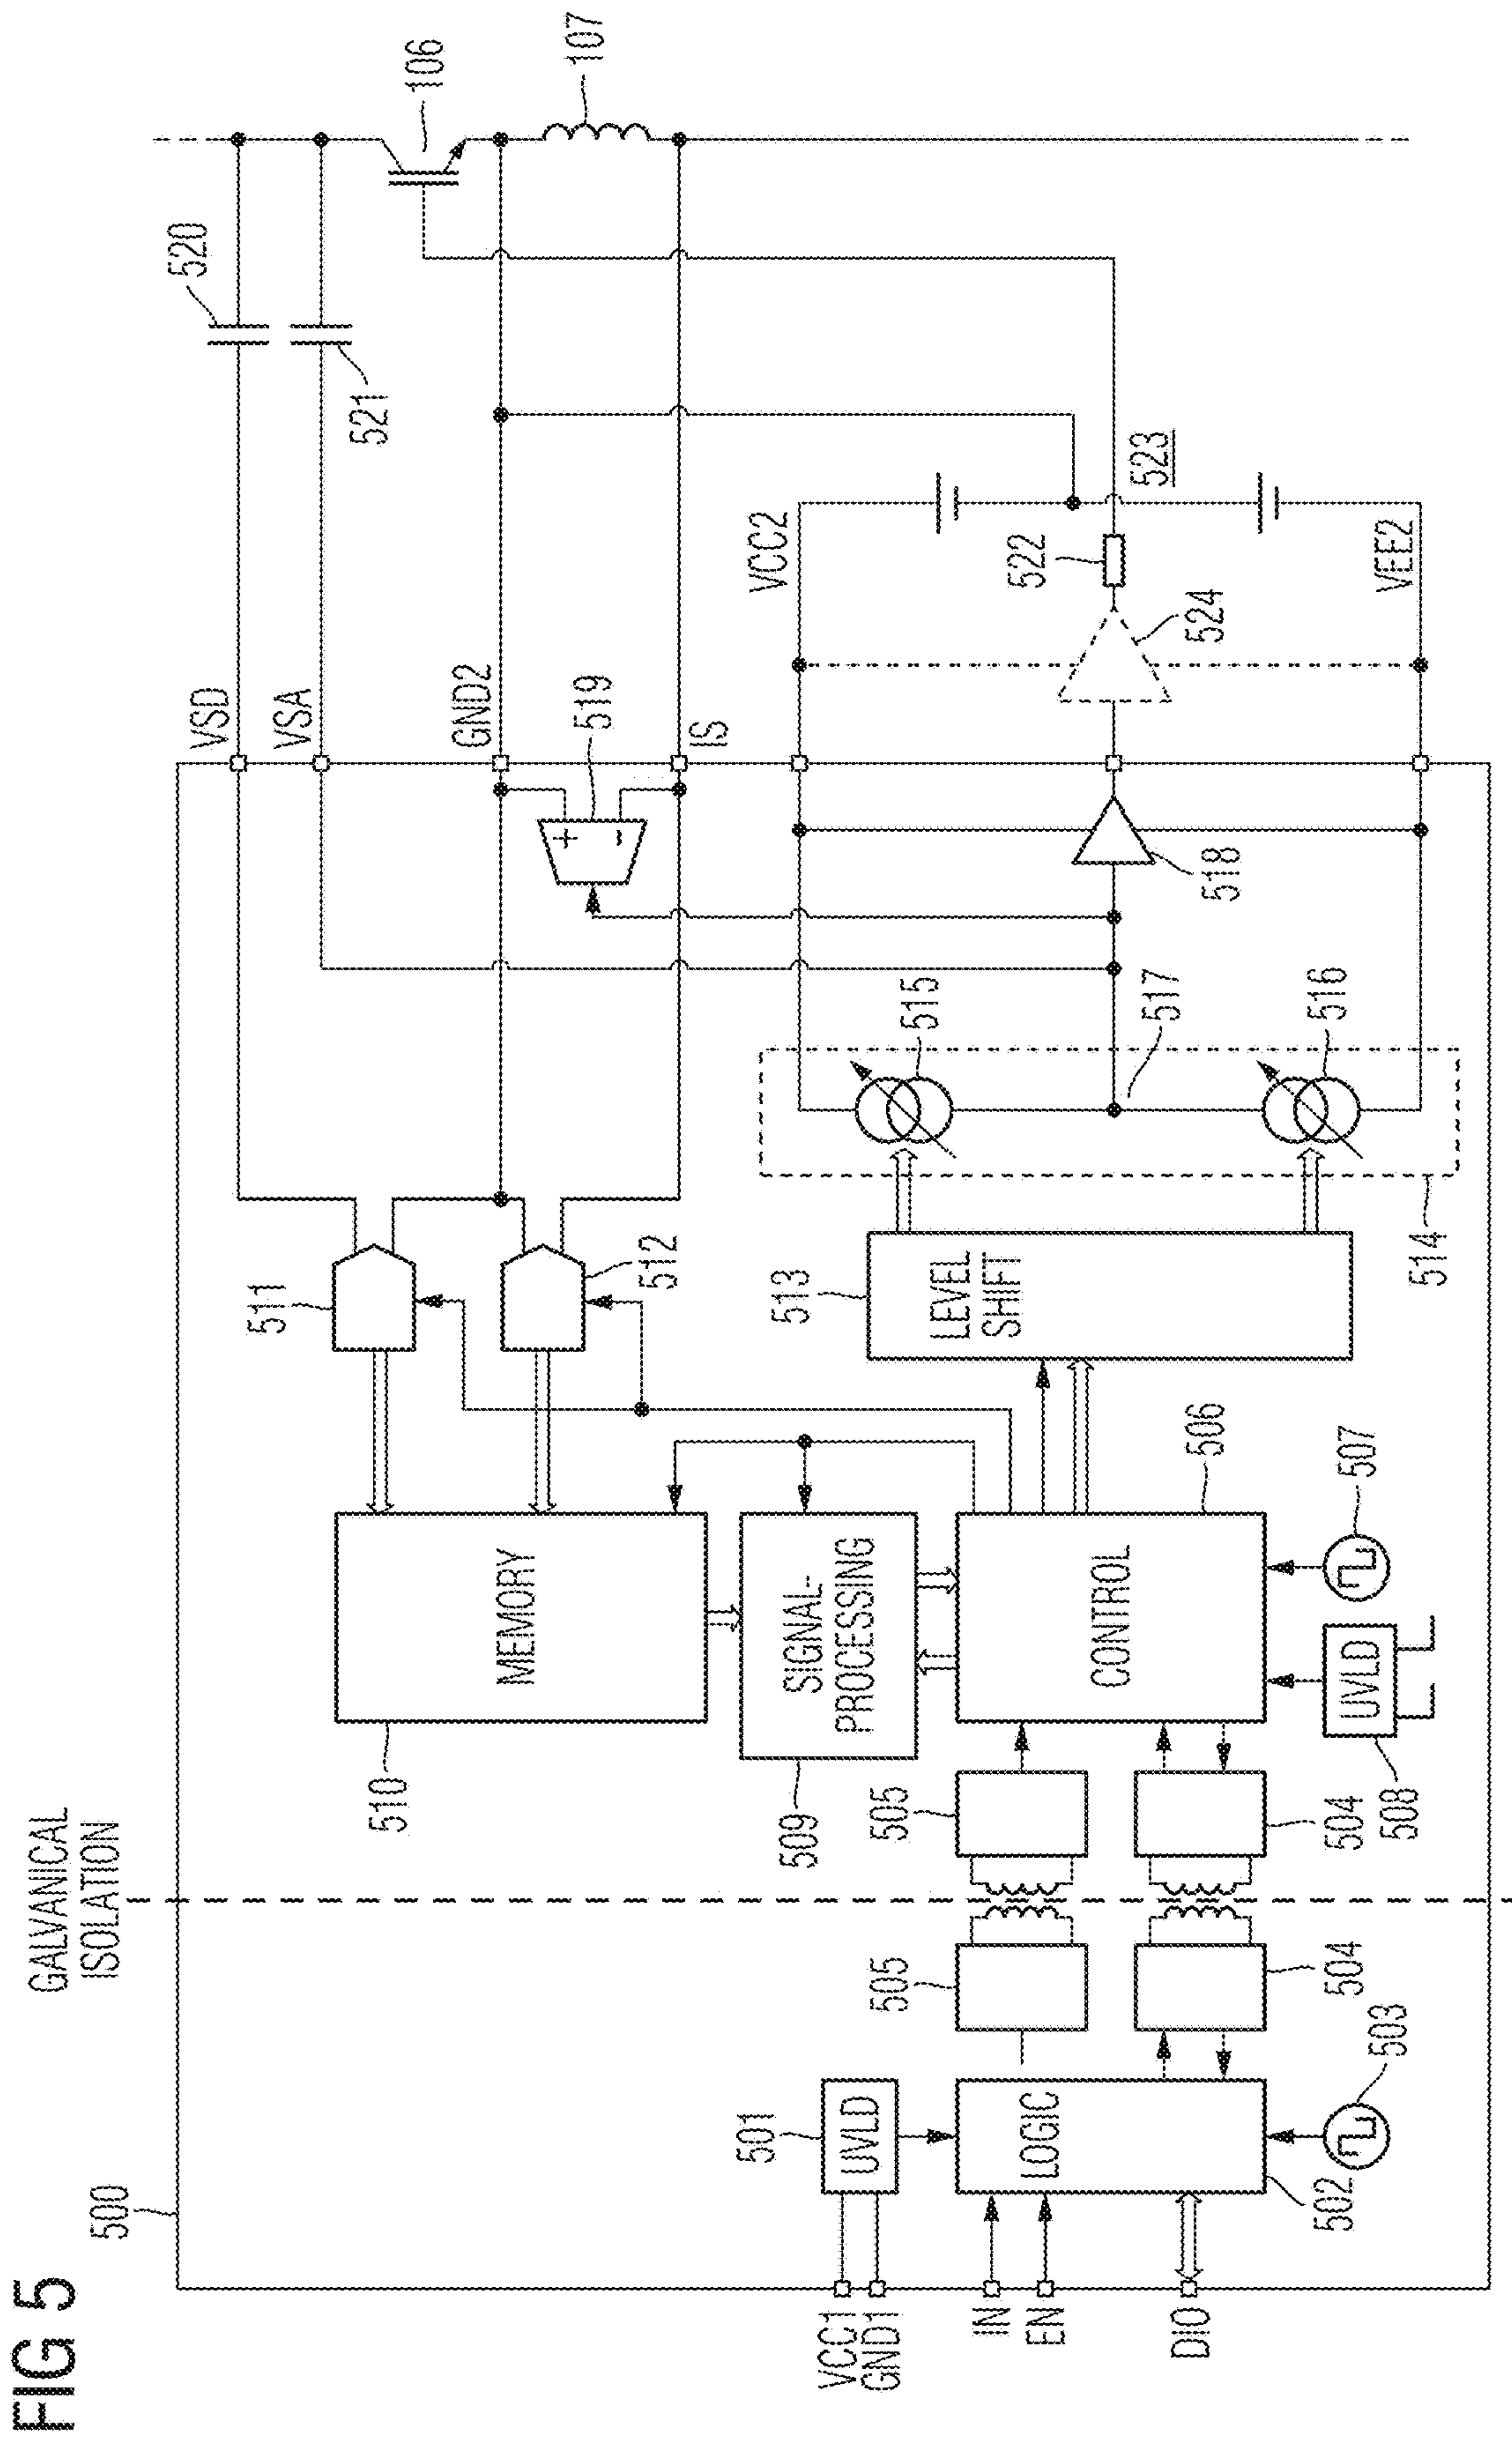 FIG 5
500
GALVANICAL
ISOLATION
VCC1
GND1
IN
EN
DIO
501
UVLD
LOGIC
502
503
505
504
505
504
510
MEMORY
509
SIGNAL-
PROCESSING
CONTROL
506
507
UVLD
508
511
512
513
LEVEL
SHIFT
514
515
516
517
518
519
+
-
VSD
VSA
GND2
IS
VCC2
VEE2
520
521
522
523
524
106
107